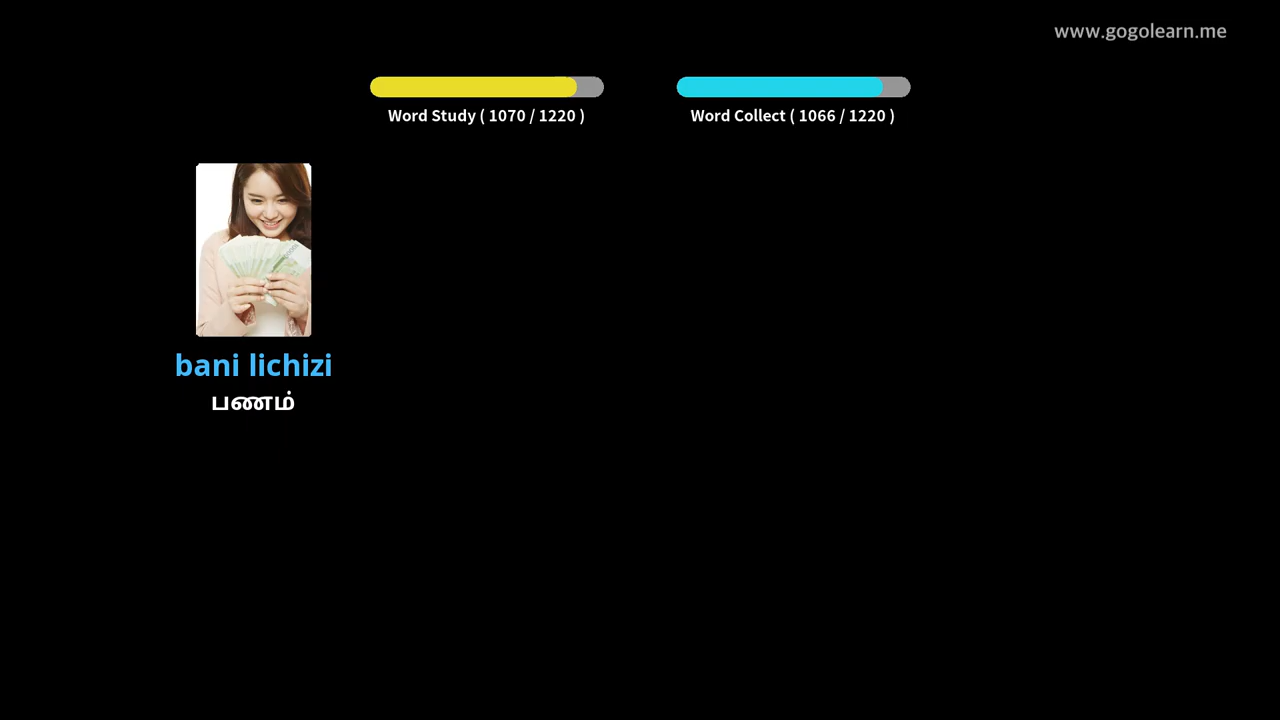 www.gogolearn.me
Word Study ( 1070 / 1220 )
Word Collect ( 1066 / 1220 )
bani lichizi
பணம்